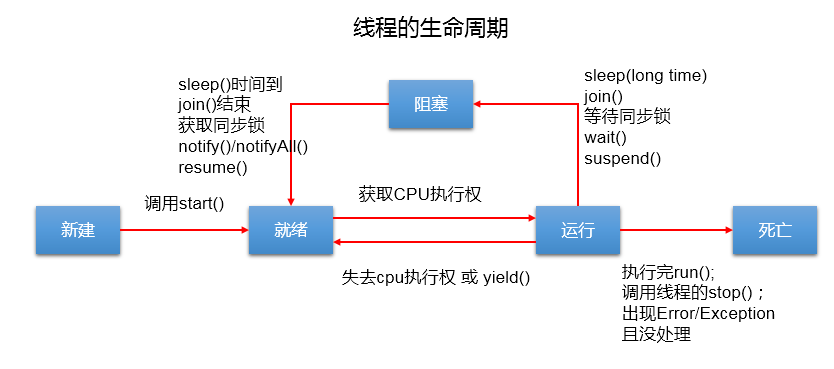 线程的生命周期
sleep()时间到
join()结束
获取同步锁
notify()/notifyAll()
resume()
阻塞
sleep(long time)
join()
等待同步锁
wait()
suspend()
新建
调用start()
就绪
获取CPU执行权
失去cpu执行权 或 yield()
运行
死亡
执行完run();
调用线程的stop()；
出现Error/Exception
且没处理